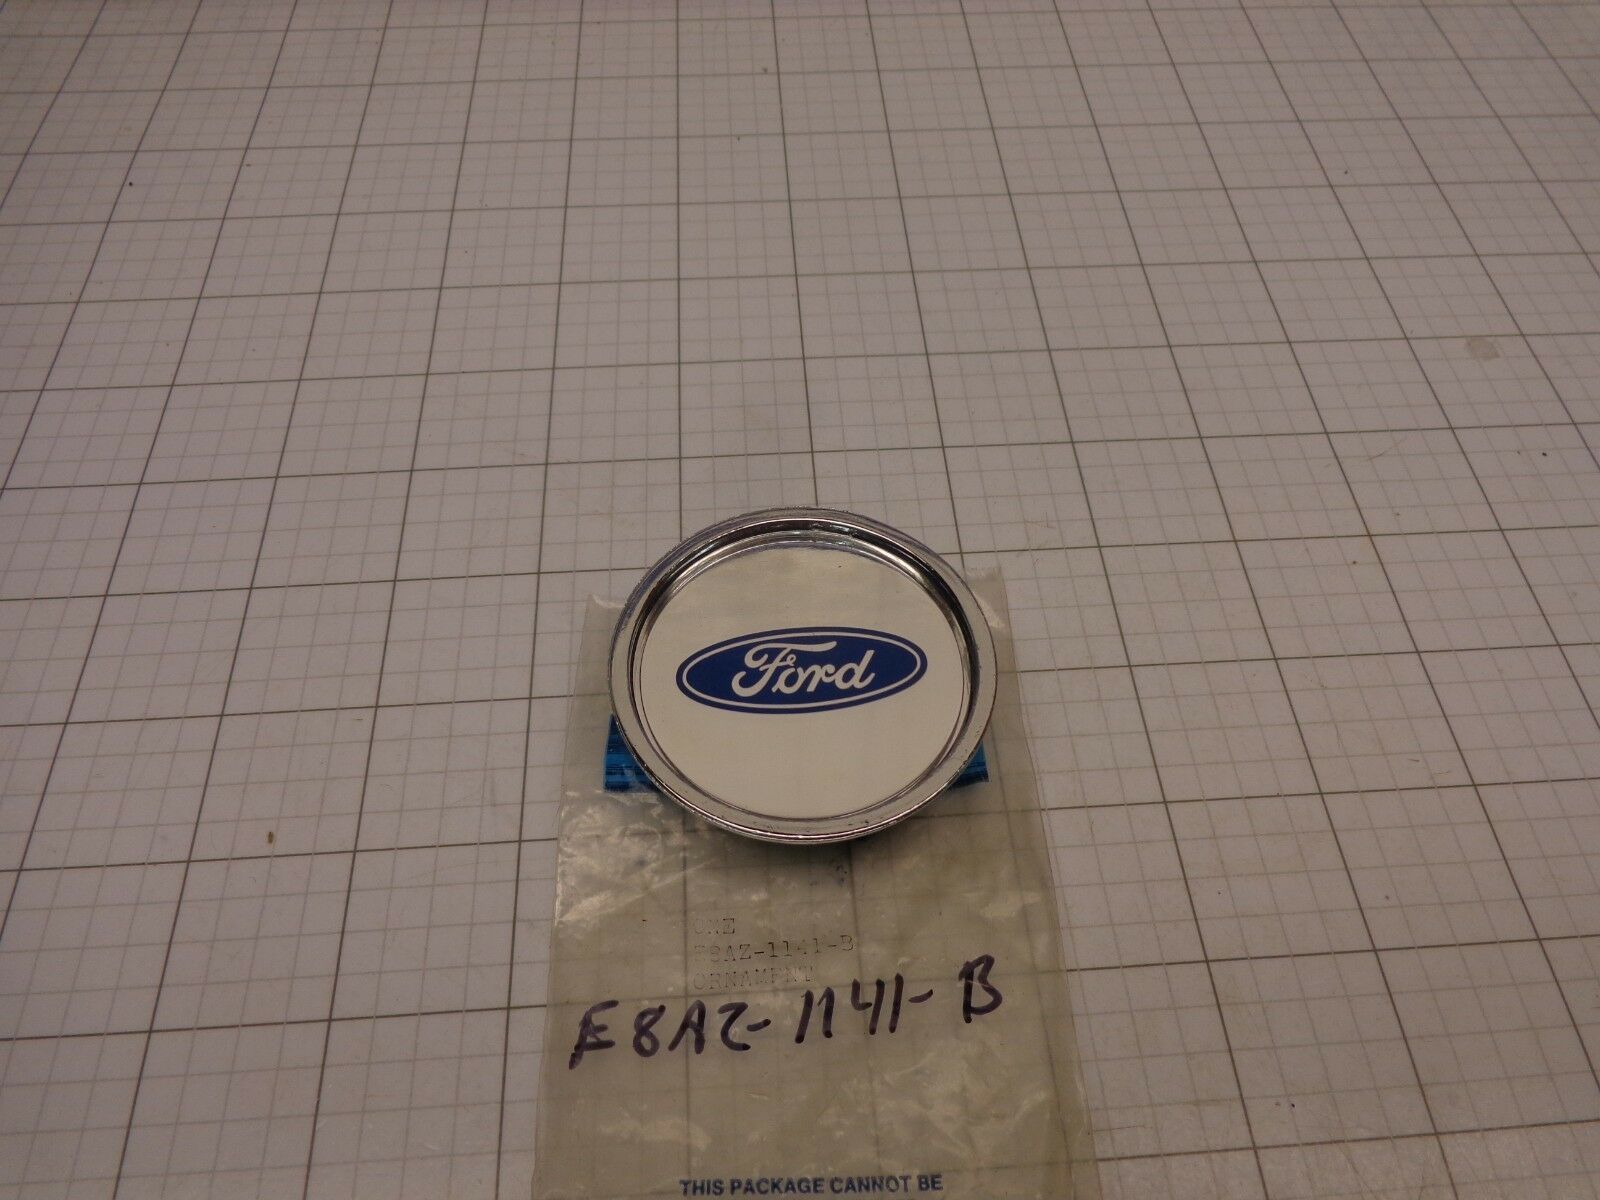 Ford
ONE
E8AZ-1141-B
ORNAMENT
E8AZ-1141-B
THIS PACKAGE CANNOT BE